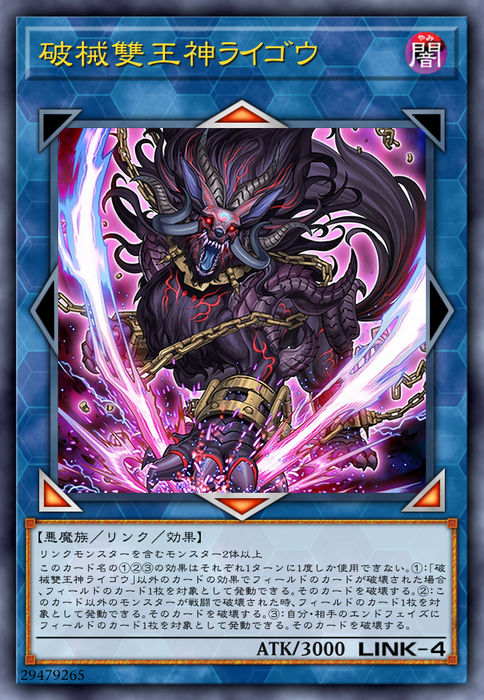 破械雙王神ライゴウ
やみ
闇
【悪魔族／リンク／効果】
リンクモンスターを含むモンスター2体以上
このカード名の①②③の効果はそれぞれ1ターンに1度しか使用できない。①：「破
械雙王神ライゴウ」以外のカードの効果でフィールドのカードが破壊された場合
、フィールドのカード1枚を対象として発動できる。そのカードを破壊する。②：こ
のカード以外のモンスターが戦闘で破壊された時、フィールドのカード1枚を対
象として発動できる。そのカードを破壊する。③：自分・相手のエンドフェイズに
フィールドのカード1枚を対象として発動できる。そのカードを破壊する。
ATK/3000 LINK-4
29479265